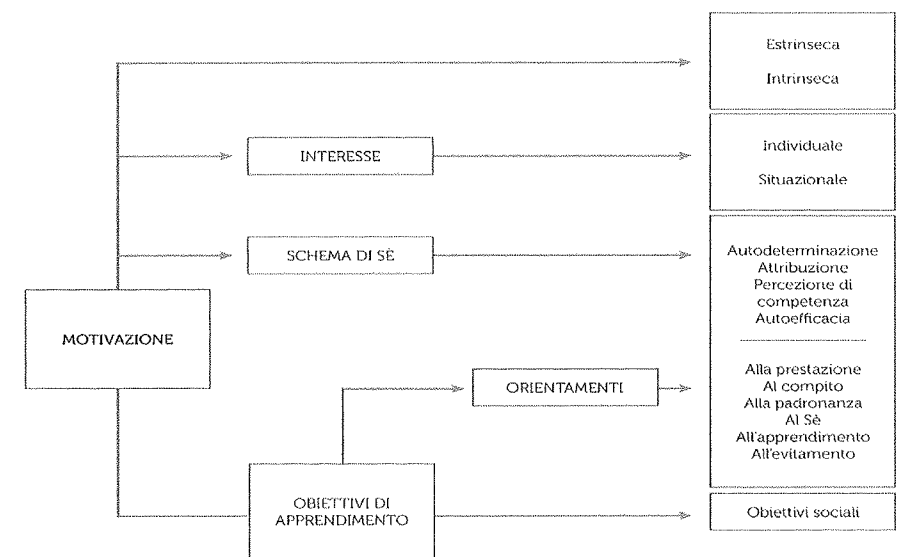 Estrinseca
Intrinseca
INTERESSE
Individuale
Situazionale
SCHEMA DI SÈ
Autodeterminazione
Attribuzione
Percezione di
competenza
Autoefficacia
MOTIVAZIONE
ORIENTAMENTI
Alla prestazione
Al compito
Alla padronanza
Al Sè
All'apprendimento
All'evitamento
OBIETTIVI DI
APPRENDIMENTO
Obiettivi sociali